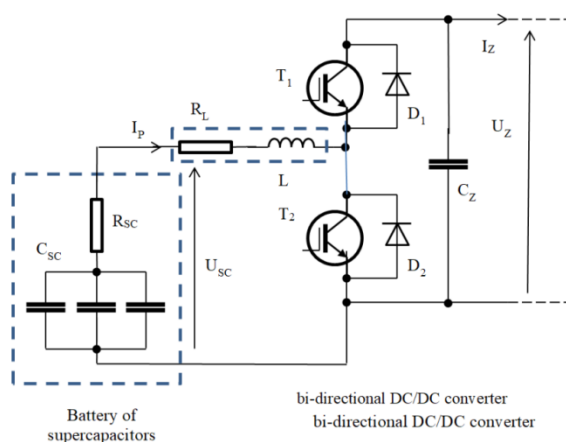 T1
IZ
RL
D1
IP
UZ
L
CZ
RSC
T2
CSC
USC
D2
bi-directional DC/DC converter
bi-directional DC/DC converter
Battery of
supercapacitors